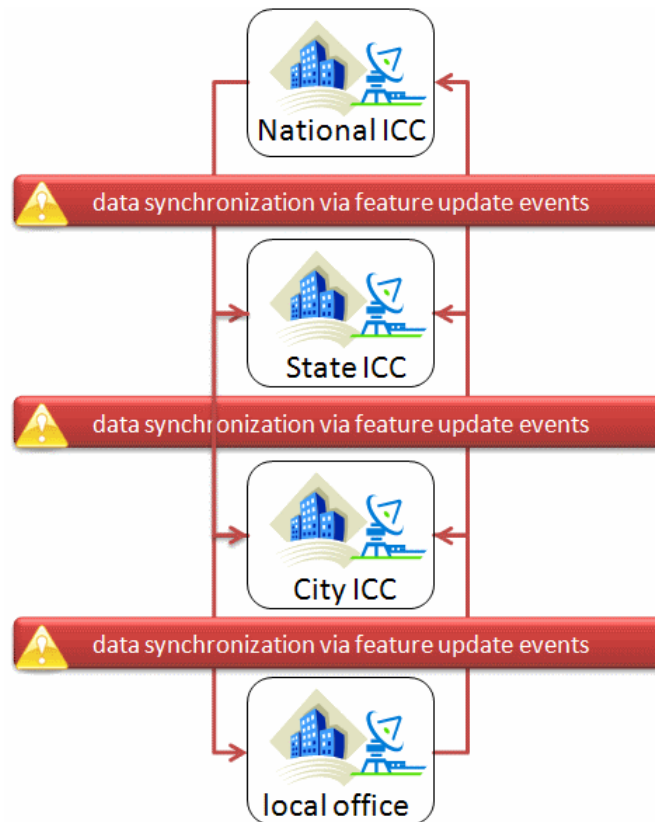 National ICC
data synchronization via feature update events
State ICC
data synchronization via feature update events
City ICC
data synchronization via feature update events
local office